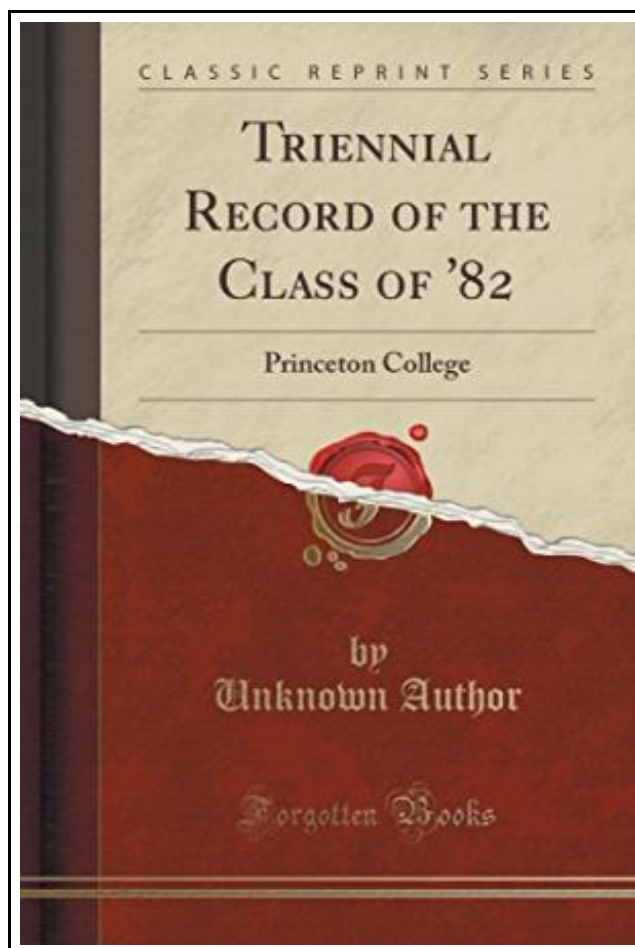 CLASSIC REPRINT SERIES
TRIENNIAL
RECORD OF THE
CLASS OF '82
Princeton College
F
by
Unknown Author
Forgotten Books